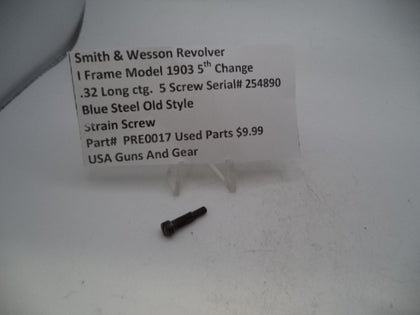 Smith & Wesson Revolver
I Frame Model 1903 5th Change
.32 Long ctg. 5 Screw Serial# 254890
Blue Steel Old Style
Strain Screw
Part# PRE0017 Used Parts $9.99
USA Guns And Gear